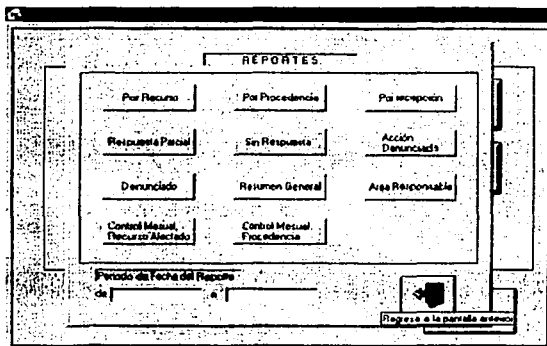 REPORTES
Por Recurso
Por Procedencia
Por recepción
Respuesta Parcial
Sin Respuesta
Acción
Denunciada
Denunciado
Resumen General
Area Responsable
Control Mesual,
Recurso Afectado
Control Mesual,
Procedencia
Periodo de Fecha del Reporte
de
a
Regreso a la pantalla anterior